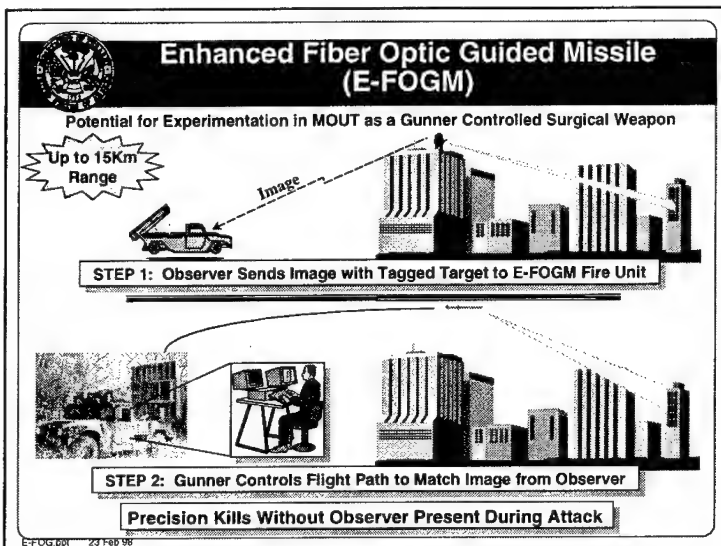 Enhanced Fiber Optic Guided Missile
(E-FOGM)
Potential for Experimentation in MOUT as a Gunner Controlled Surgical Weapon
Up to 15Km
Range
Image
STEP 1: Observer Sends Image with Tagged Target to E-FOGM Fire Unit
STEP 2: Gunner Controls Flight Path to Match Image from Observer
Precision Kills Without Observer Present During Attack
E-FOG.ppt 23 Feb 98